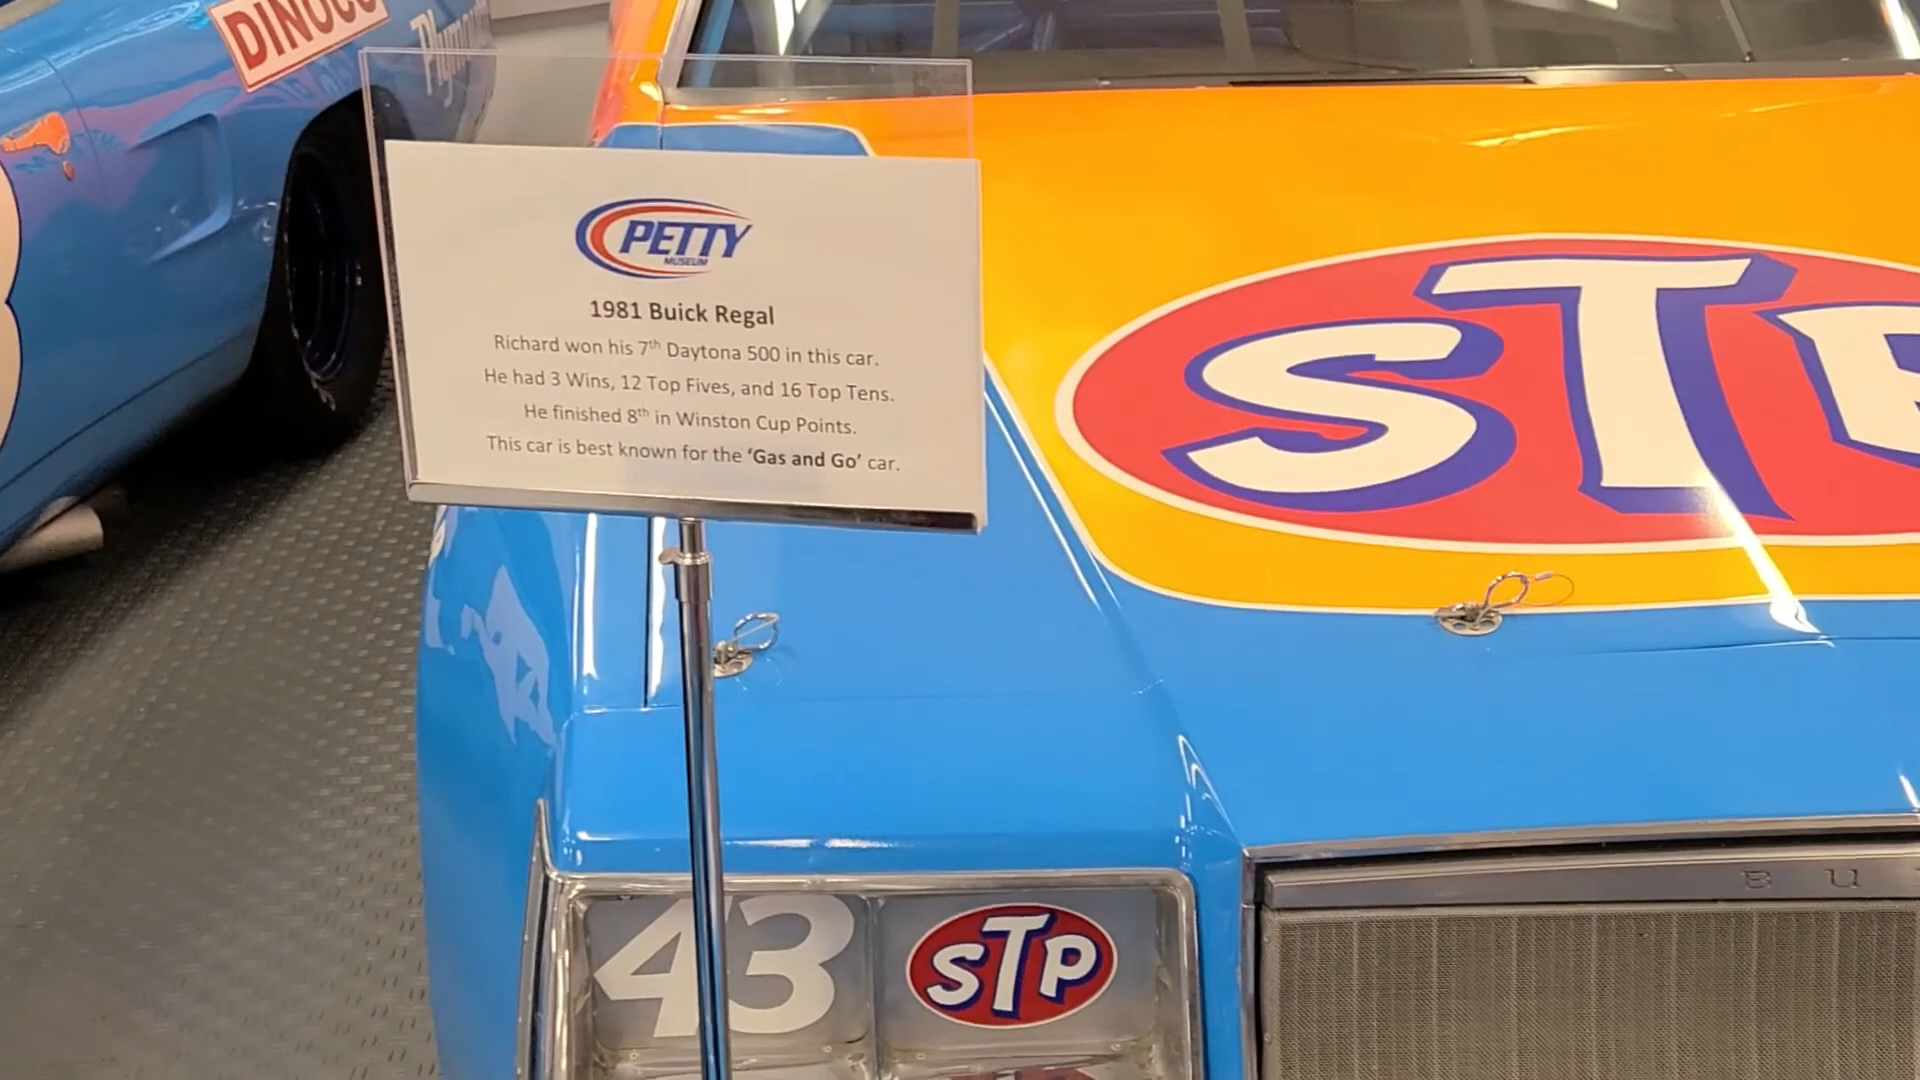 DINOCO
Plymouth
PETTY
MUSEUM
1981 Buick Regal
Richard won his 7th Daytona 500 in this car.
He had 3 Wins, 12 Top Fives, and 16 Top Tens.
He finished 8th in Winston Cup Points.
This car is best known for the ‘Gas and Go’ car.
STP
43
STP
BU